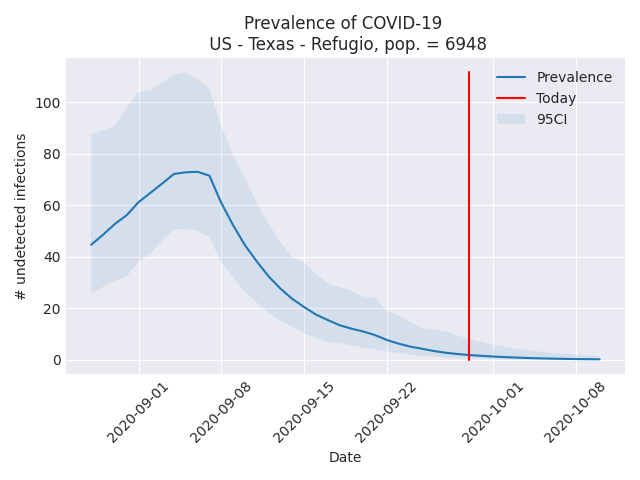 Prevalence of COVID-19
US - Texas - Refugio, pop. = 6948
Prevalence
Today
95CI
100
80
60
40
20
0
# undetected infections
2020-09-01
2020-09-08
2020-09-15
2020-09-22
2020-10-01
2020-10-08
Date